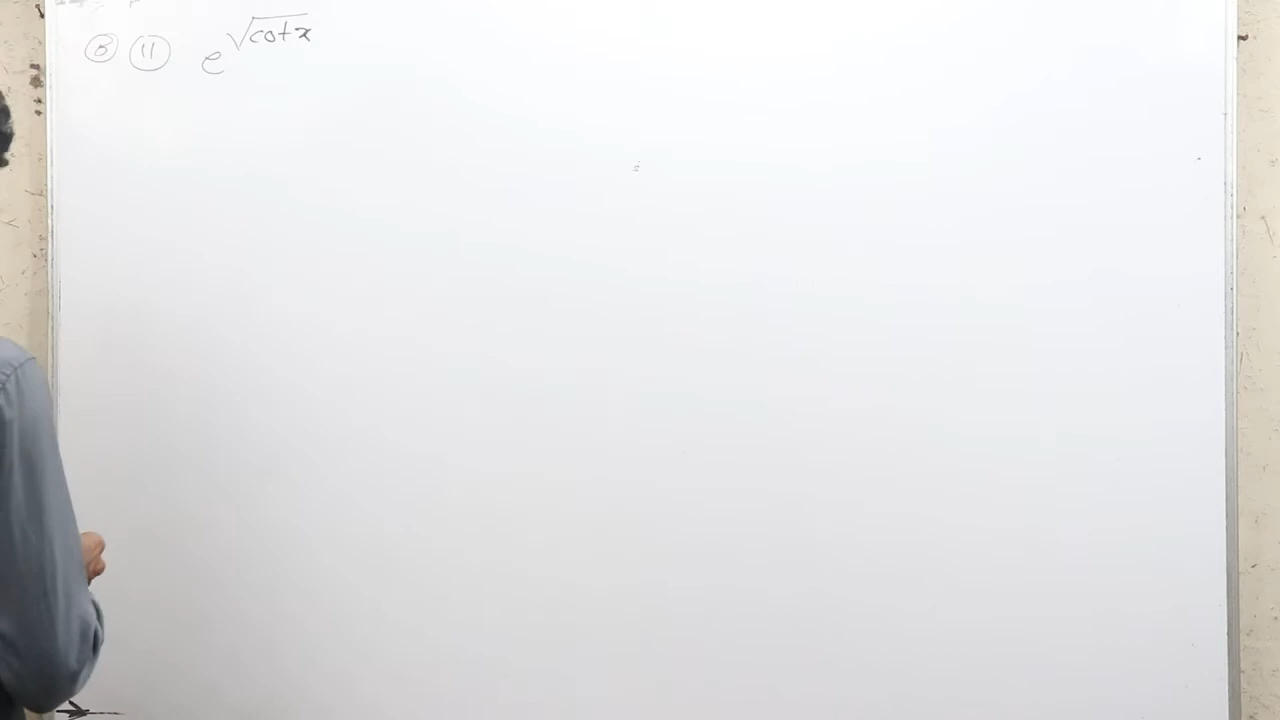 ⑥ ⑪ e^√cotx